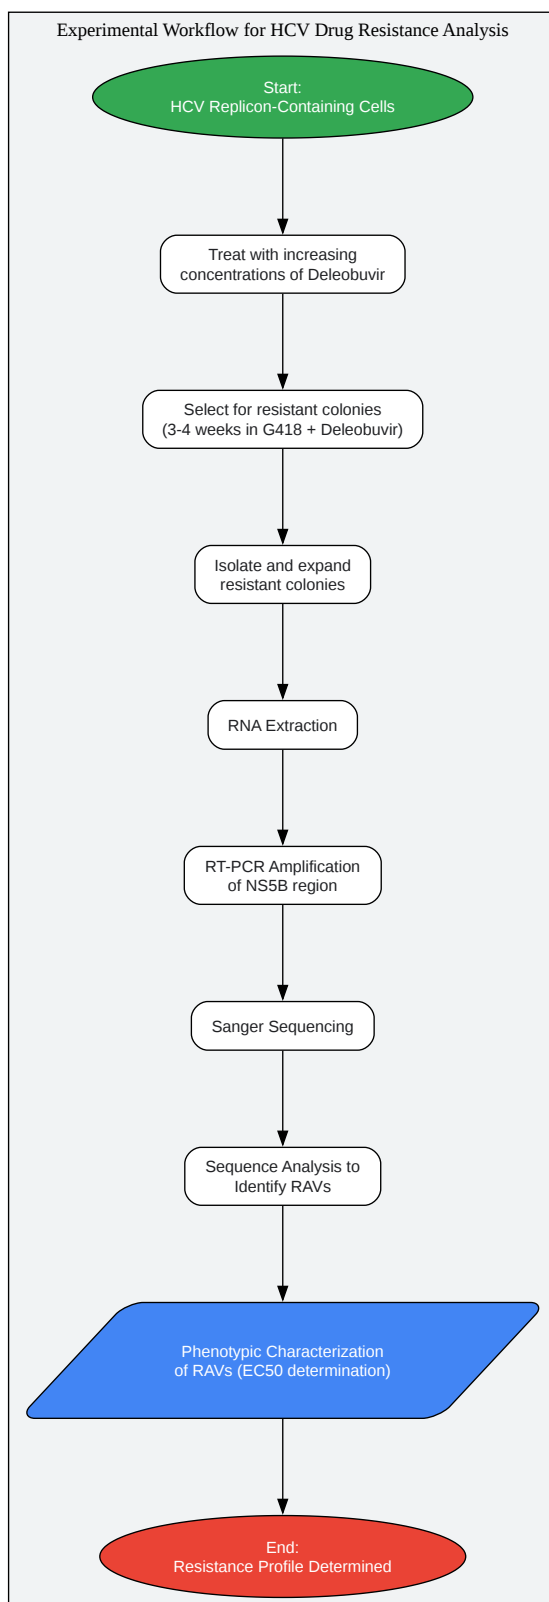 Experimental Workflow for HCV Drug Resistance Analysis
Start:
HCV Replicon-Containing Cells
Treat with increasing
concentrations of Deleobuvir
Select for resistant colonies
(3-4 weeks in G418 + Deleobuvir)
Isolate and expand
resistant colonies
RNA Extraction
RT-PCR Amplification
of NS5B region
Sanger Sequencing
Sequence Analysis to
Identify RAVs
Phenotypic Characterization
of RAVs (EC50 determination)
End:
Resistance Profile Determined